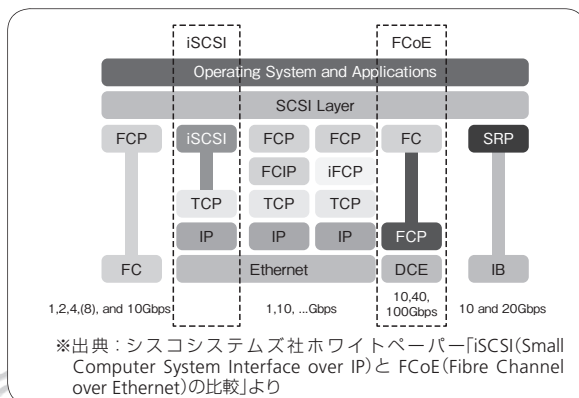 iSCSI FCoE
Operating System and Applications
SCSI Layer
FCP iSCSI FCP FCP FC SRP
FCIP iFCP
TCP TCP TCP
IP IP IP FCP
FC Ethernet DCE IB
1,2,4,(8), and 10Gbps 1,10, ...Gbps 10,40, 100Gbps 10 and 20Gbps
※出典：シスコシステムズ社ホワイトペーパー「iSCSI(Small
Computer System Interface over IP)と FCoE(Fibre Channel
over Ethernet)の比較」より